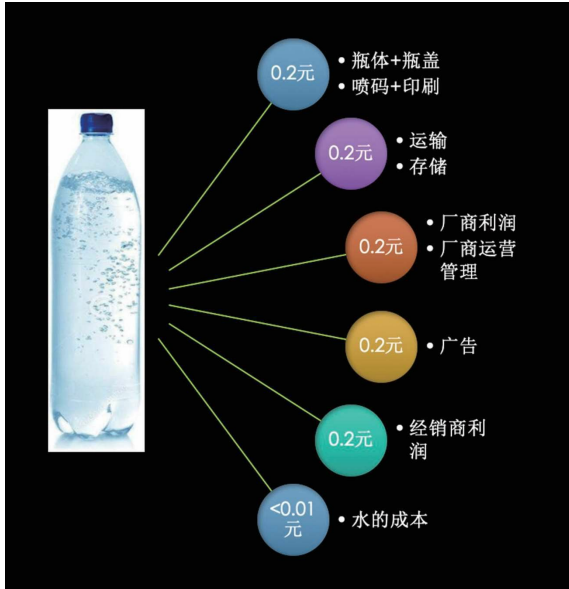 0.2元
• 瓶体+瓶盖
• 喷码+印刷
0.2元
• 运输
• 存储
0.2元
• 厂商利润
• 厂商运营
管理
0.2元
• 广告
0.2元
• 经销商利
润
<0.01
元
• 水的成本